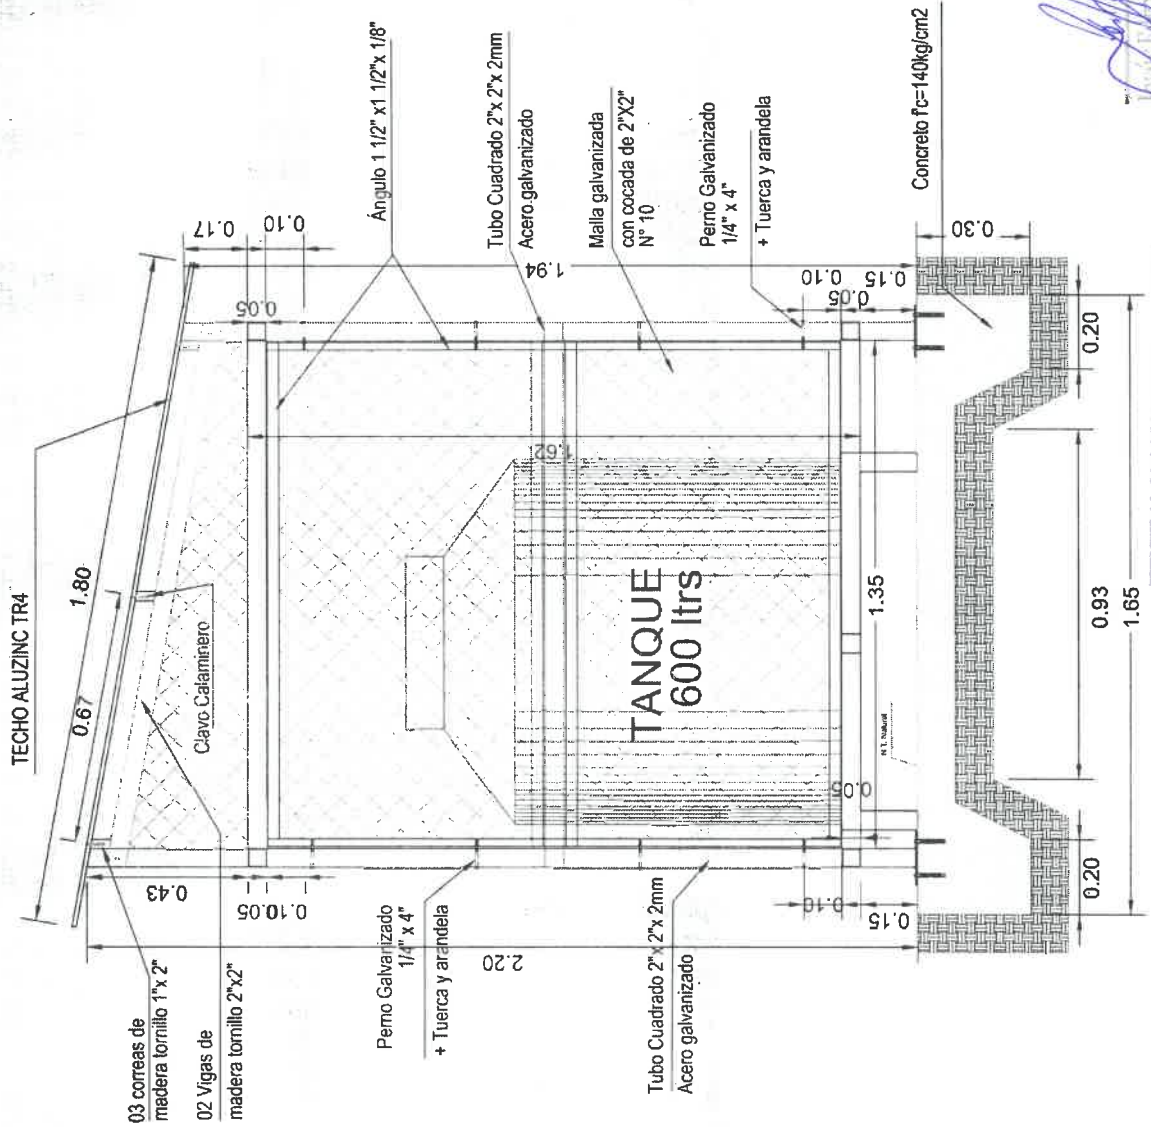 TECHO ALUZINC TR4
1.80
0.67
Clavo Calaminero
03 correas de
madera tornillo 1"x 2"
02 Vigas de
madera tornillo 2"x2"
0.17
0.10
0.05
Ángulo 1 1/2" x1 1/2"x 1/8"
Tubo Cuadrado 2"x 2"x 2mm
Acero galvanizado
1.94
Malla galvanizada
con cocada de 2"X2"
N° 10
Perno Galvanizado
1/4" x 4"
+ Tuerca y arandela
0.10
0.05
0.15
Concreto f'c=140kg/cm2
0.30
0.43
0.05
0.10
1.62
Perno Galvanizado
1/4" x 4"
+ Tuerca y arandela
2.20
TANQUE
600 ltrs
Tubo Cuadrado 2"x 2"x 2mm
Acero galvanizado
0.10
0.15
0.05
1.35
N.T. Natural
0.20
0.20
0.93
1.65